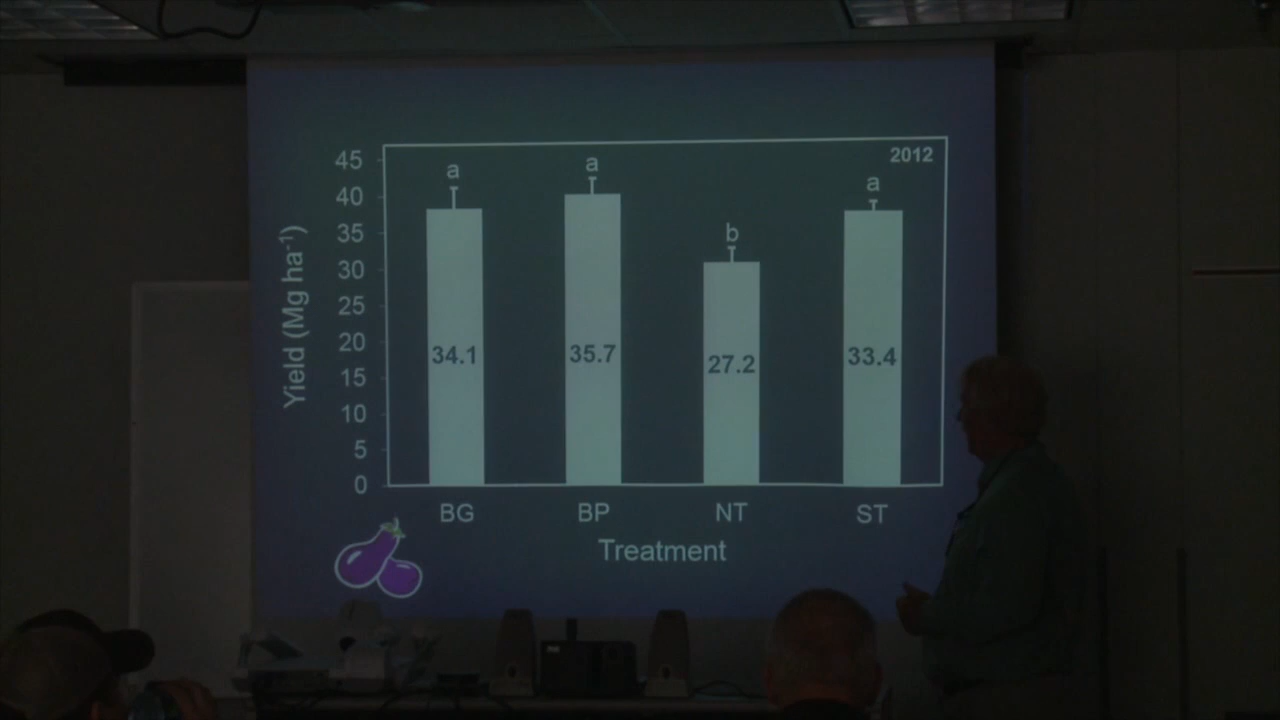 2012
45
40
35
30
25
20
15
10
5
0
Yield (Mg ha⁻¹)
a
a
b
a
34.1
35.7
27.2
33.4
BG BP NT ST
Treatment